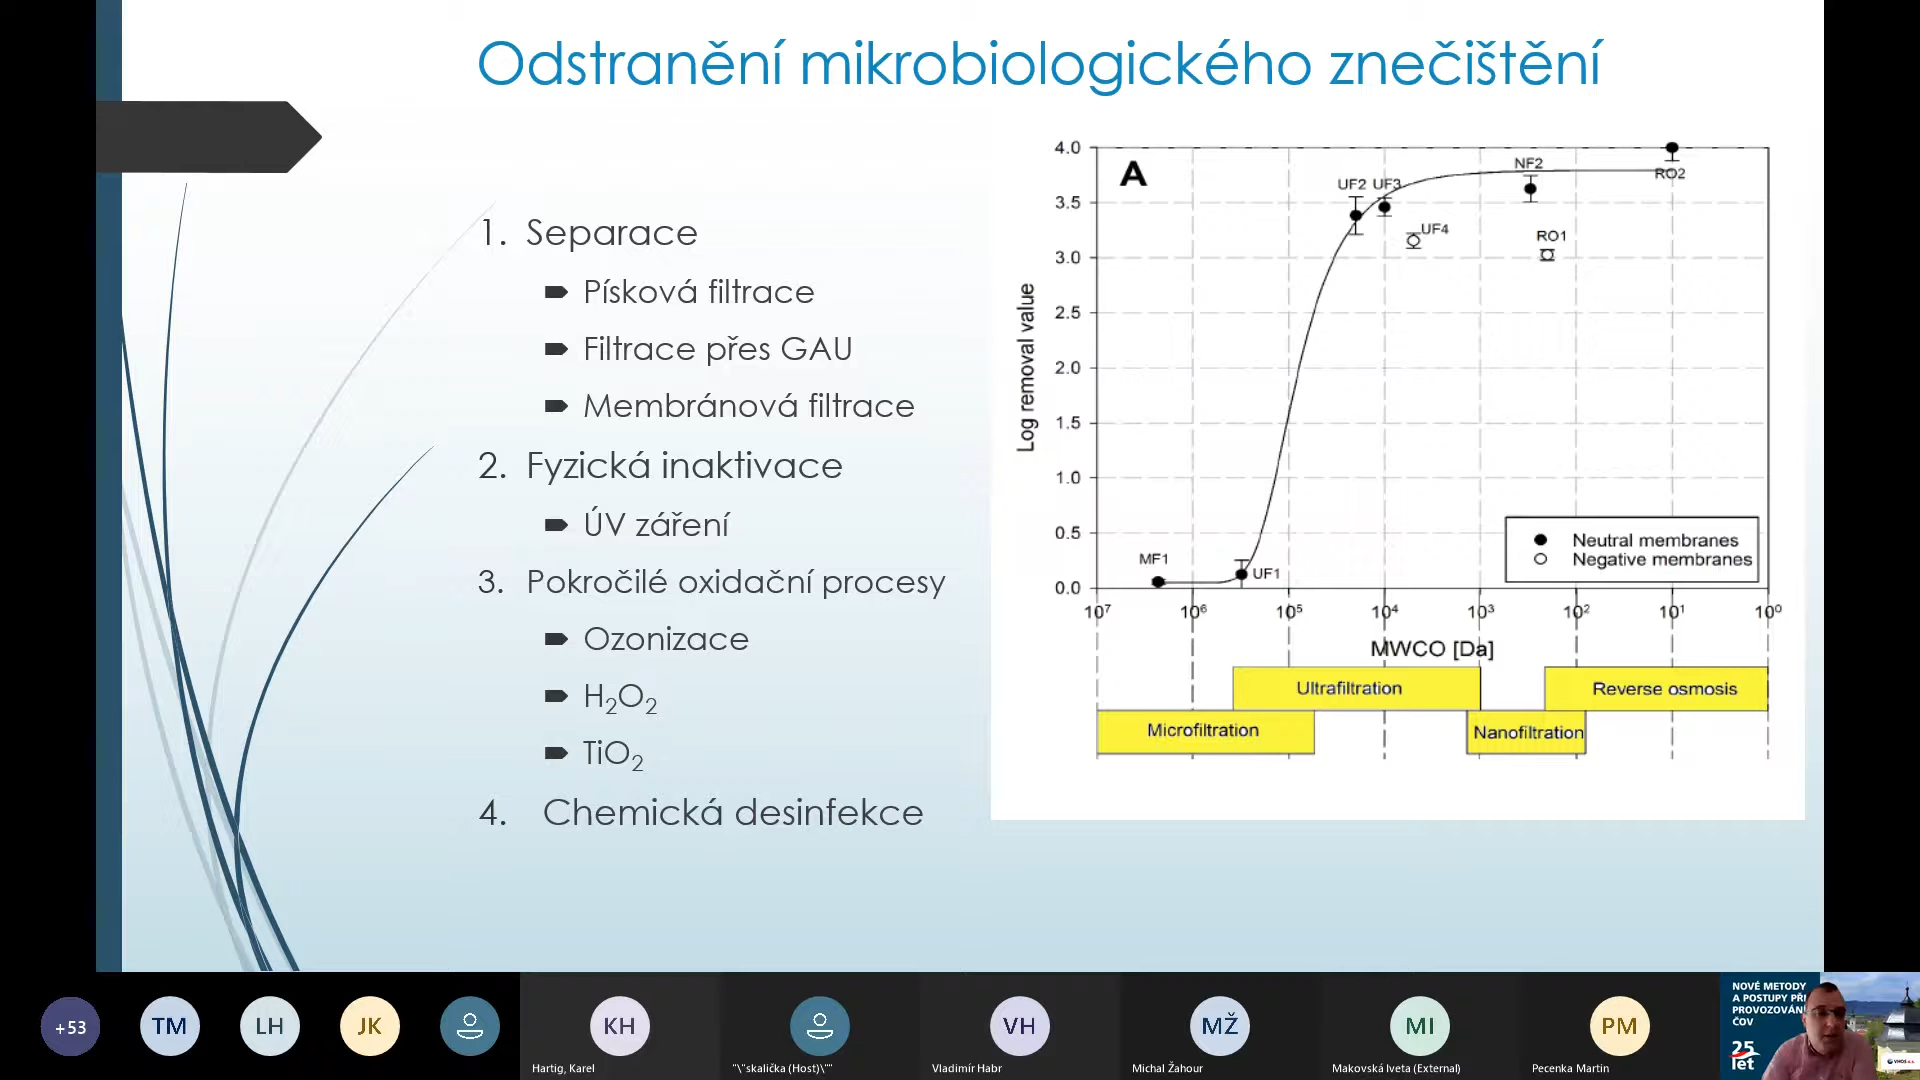 Odstranění mikrobiologického znečištění
1. Separace
Písková filtrace
Filtrace přes GAU
Membránová filtrace
2. Fyzická inaktivace
ÚV záření
3. Pokročilé oxidační procesy
Ozonizace
H₂O₂
TiO₂
4. Chemická desinfekce
A
Log removal value
4.0
3.5
3.0
2.5
2.0
1.5
1.0
0.5
0.0
MF1
UF1
UF2 UF3
UF4
NF2
RO1
RO2
Neutral membranes
Negative membranes
10⁷ 10⁶ 10⁵ 10⁴ 10³ 10² 10¹ 10⁰
MWCO [Da]
Ultrafiltration
Reverse osmosis
Microfiltration
Nanofiltration
+53
TM
LH
JK
KH
Hartig, Karel
"\"skalička (Host)\""
VH
Vladimír Habr
MŽ
Michal Žahour
MI
Makovská Iveta (External)
PM
Pecenka Martin
NOVÉ METODY
A POSTUPY PŘI
PROVOZOVÁNÍ
ČOV
25
let